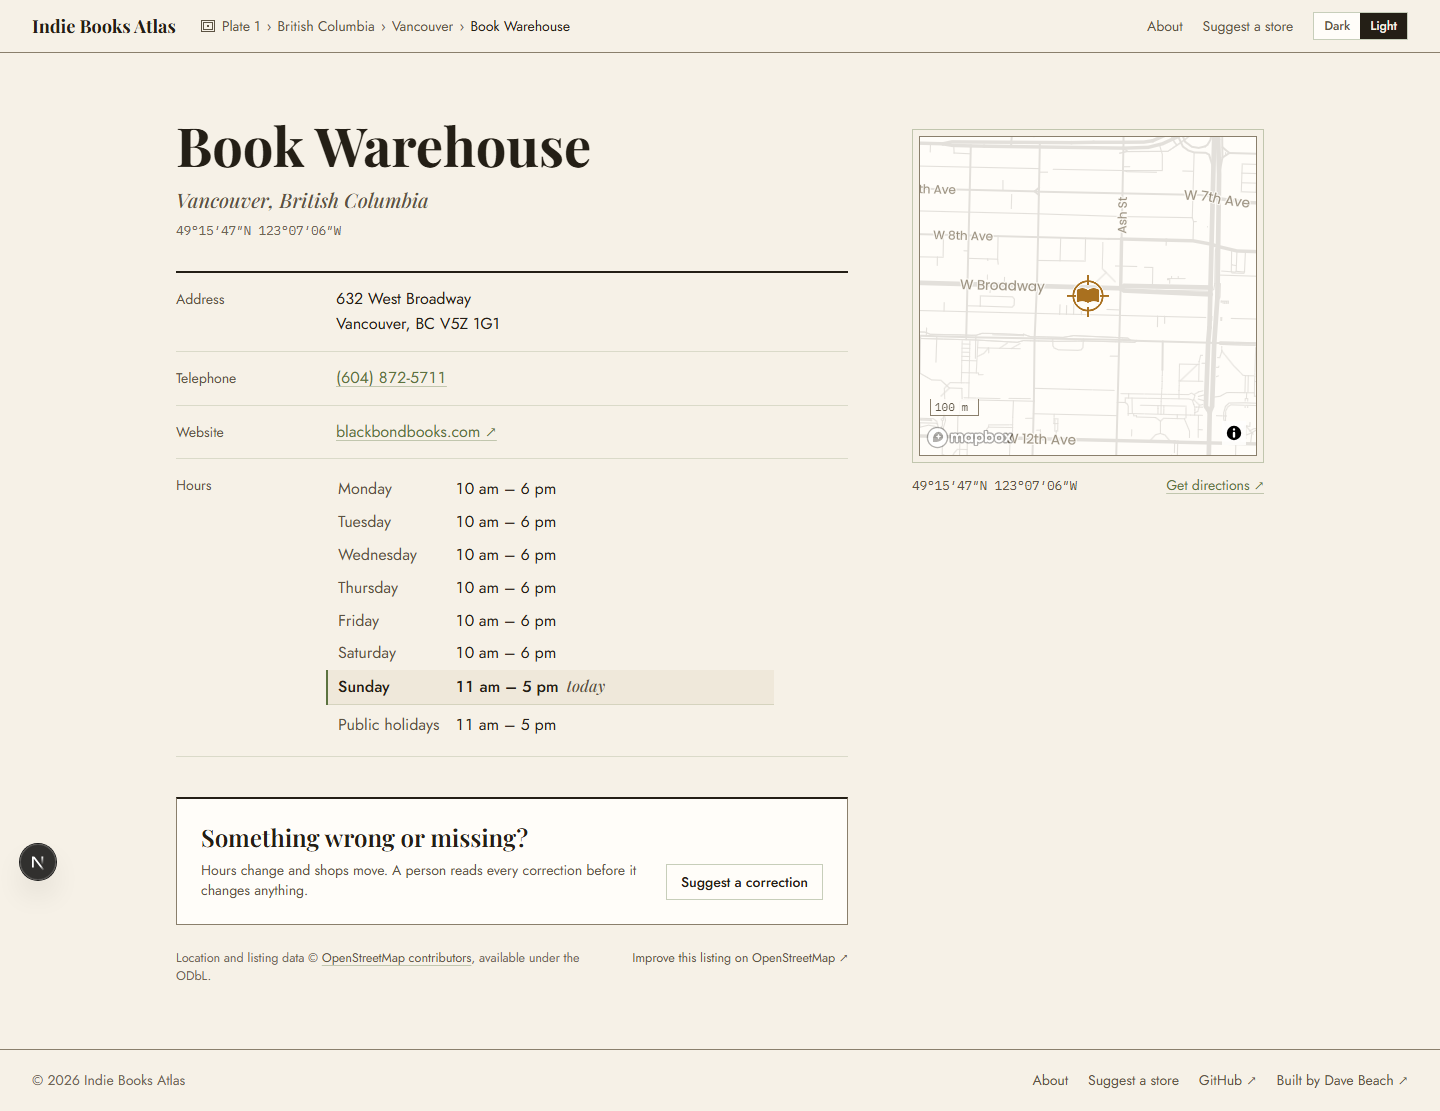 Indie Books Atlas
Plate 1 › British Columbia › Vancouver › Book Warehouse
About
Suggest a store
Dark
Light
Book Warehouse
Vancouver, British Columbia
49°15′47″N 123°07′06″W
Address
632 West Broadway
Vancouver, BC V5Z 1G1
Telephone
(604) 872-5711
Website
blackbondbooks.com ↗
Hours
Monday 10 am – 6 pm
Tuesday 10 am – 6 pm
Wednesday 10 am – 6 pm
Thursday 10 am – 6 pm
Friday 10 am – 6 pm
Saturday 10 am – 6 pm
Sunday 11 am – 5 pm today
Public holidays 11 am – 5 pm
th Ave
W 7th Ave
Ash St
W 8th Ave
W Broadway
100 m
mapbox
W 12th Ave
49°15′47″N 123°07′06″W
Get directions ↗
Something wrong or missing?
Hours change and shops move. A person reads every correction before it
changes anything.
Suggest a correction
Location and listing data © OpenStreetMap contributors, available under the
ODbL.
Improve this listing on OpenStreetMap ↗
N
© 2026 Indie Books Atlas
About
Suggest a store
GitHub ↗
Built by Dave Beach ↗